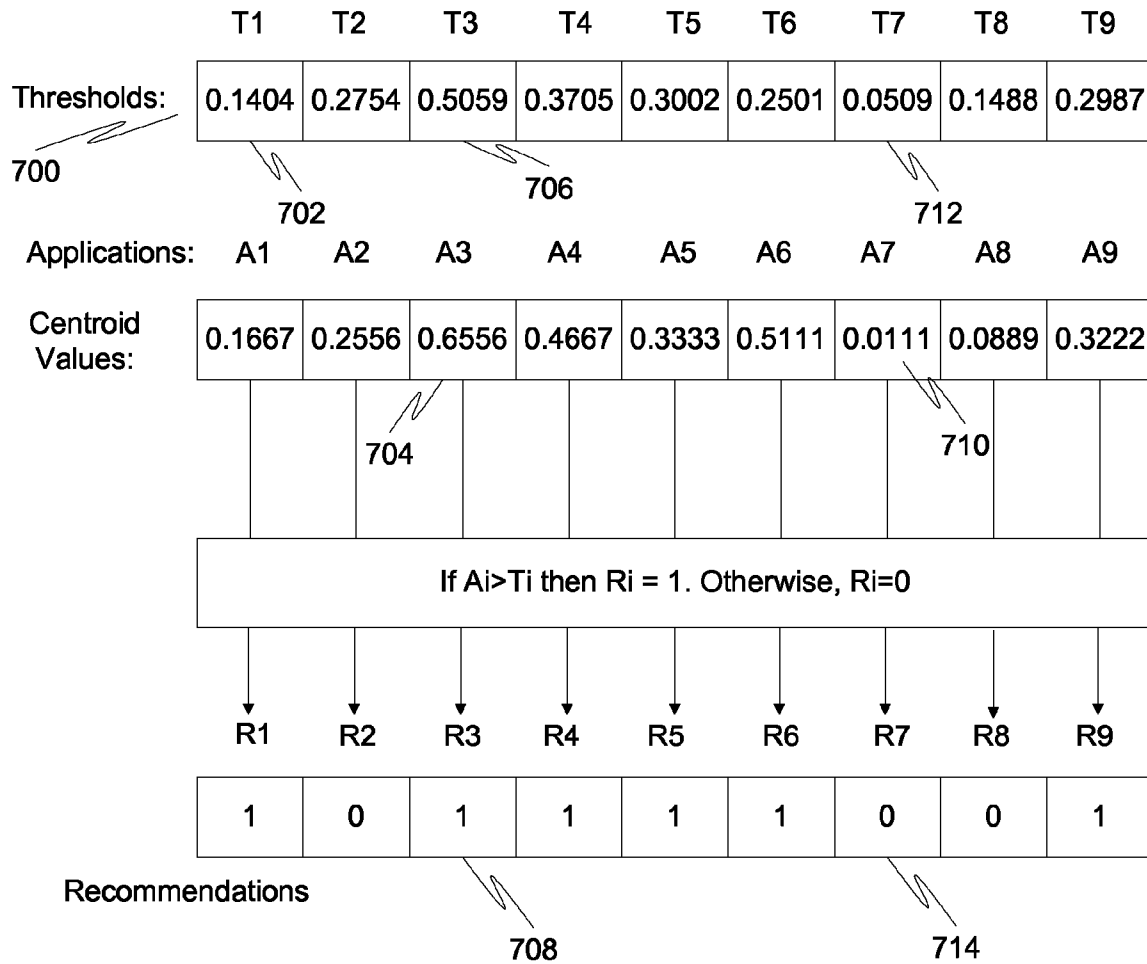 T1 T2 T3 T4 T5 T6 T7 T8 T9
Thresholds: 0.1404 0.2754 0.5059 0.3705 0.3002 0.2501 0.0509 0.1488 0.2987
700 702 706 712
Applications: A1 A2 A3 A4 A5 A6 A7 A8 A9
Centroid
Values: 0.1667 0.2556 0.6556 0.4667 0.3333 0.5111 0.0111 0.0889 0.3222
704 710
If Ai>Ti then Ri = 1. Otherwise, Ri=0
R1 R2 R3 R4 R5 R6 R7 R8 R9
1 0 1 1 1 1 0 0 1
Recommendations
708 714